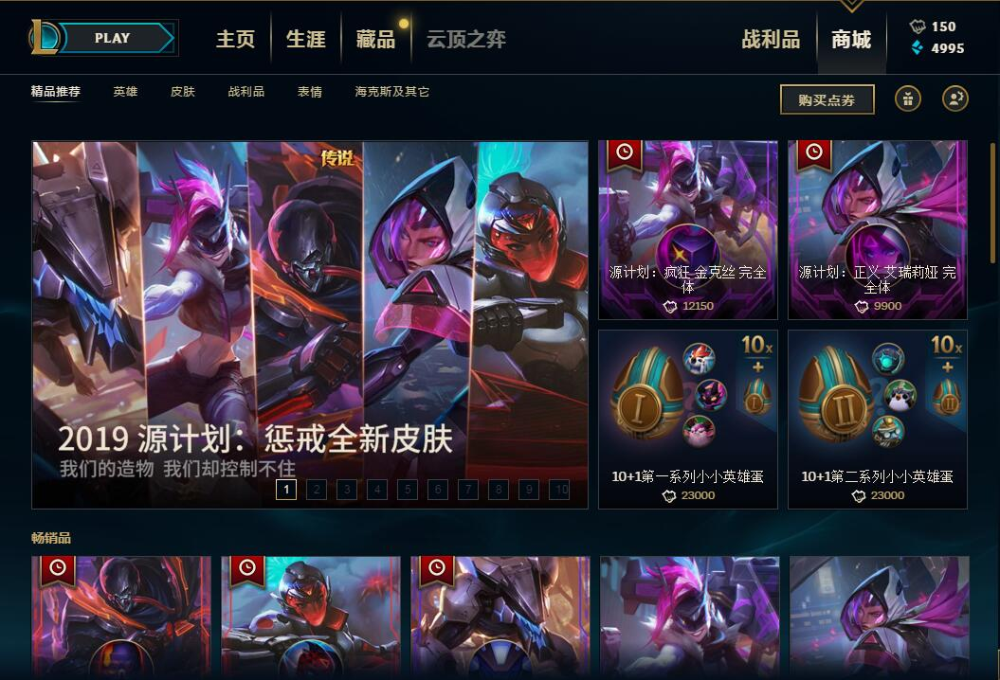 PLAY
主页
生涯
藏品
云顶之弈
战利品
商城
150
4995
精品推荐
英雄
皮肤
战利品
表情
海克斯及其它
购买点券
传说
2019 源计划：惩戒全新皮肤
我们的造物 我们却控制不住
1 2 3 4 5 6 7 8 9 10
源计划：疯狂 金克丝 完全
体
12150
源计划：正义 艾瑞莉娅 完
全体
9900
10x
+
I
I
10+1第一系列小小英雄蛋
23000
10x
+
II
II
10+1第二系列小小英雄蛋
23000
畅销品